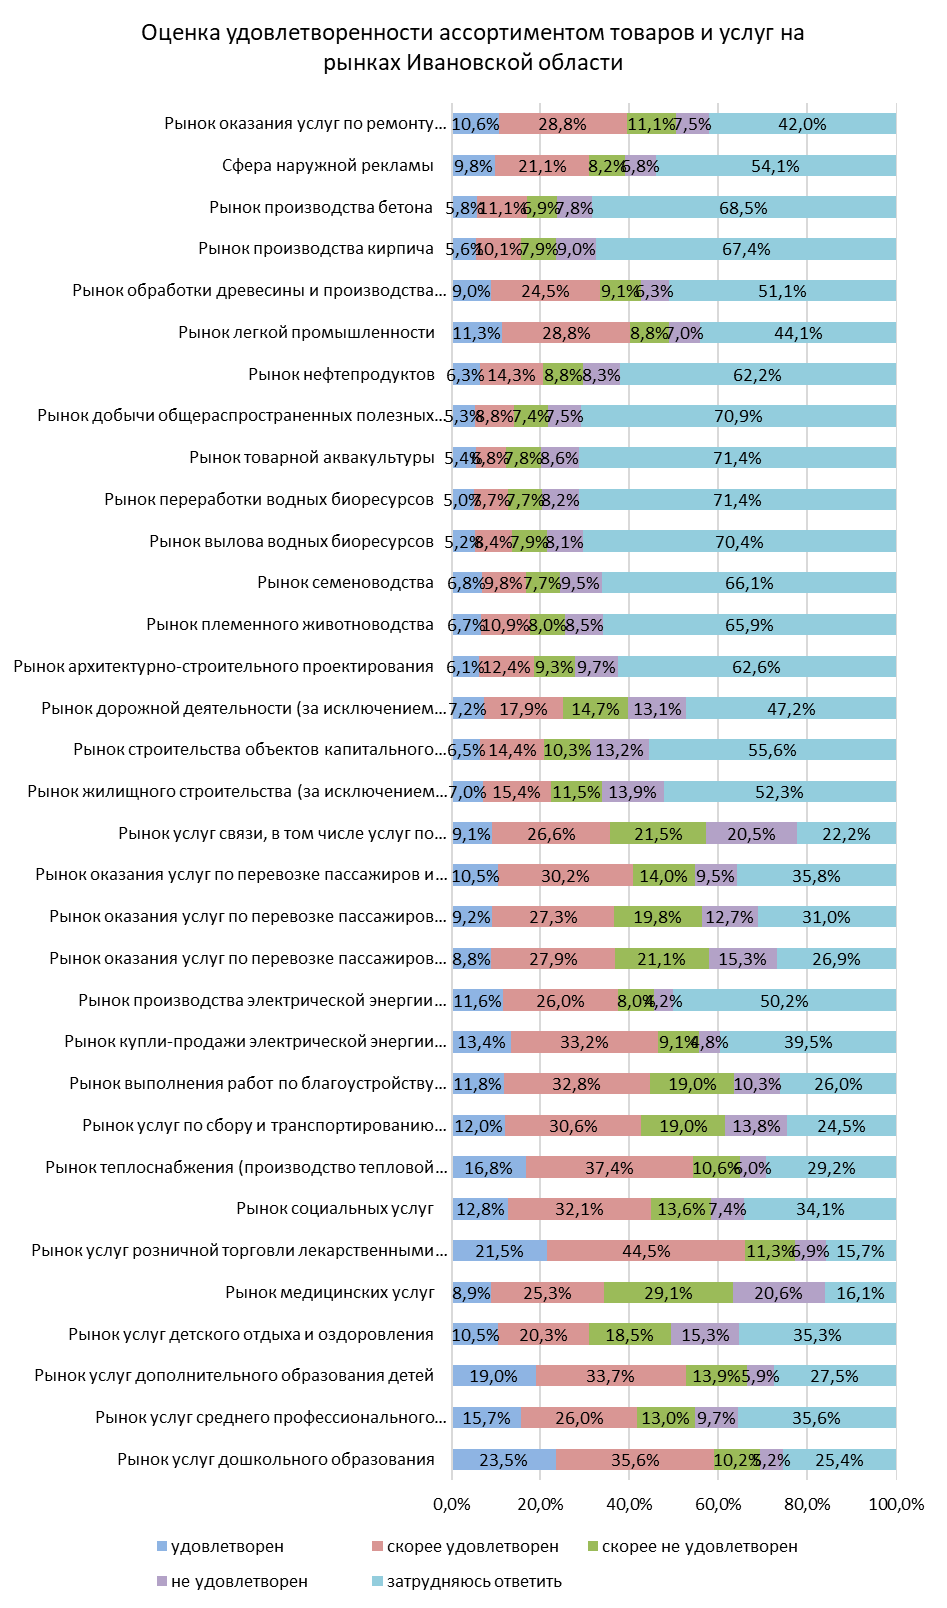 Оценка удовлетворенности ассортиментом товаров и услуг на
рынках Ивановской области
Рынок оказания услуг по ремонту... 10,6% 28,8% 11,1% 7,5% 42,0%
Сфера наружной рекламы 9,8% 21,1% 8,2% 6,8% 54,1%
Рынок производства бетона 5,8% 11,1% 6,9% 7,8% 68,5%
Рынок производства кирпича 5,6% 10,1% 7,9% 9,0% 67,4%
Рынок обработки древесины и производства... 9,0% 24,5% 9,1% 6,3% 51,1%
Рынок легкой промышленности 11,3% 28,8% 8,8% 7,0% 44,1%
Рынок нефтепродуктов 6,3% 14,3% 8,8% 8,3% 62,2%
Рынок добычи общераспространенных полезных... 5,3% 8,8% 7,4% 7,5% 70,9%
Рынок товарной аквакультуры 5,4% 6,8% 7,8% 8,6% 71,4%
Рынок переработки водных биоресурсов 5,0% 7,7% 7,7% 8,2% 71,4%
Рынок вылова водных биоресурсов 5,2% 8,4% 7,9% 8,1% 70,4%
Рынок семеноводства 6,8% 9,8% 7,7% 9,5% 66,1%
Рынок племенного животноводства 6,7% 10,9% 8,0% 8,5% 65,9%
Рынок архитектурно-строительного проектирования 6,1% 12,4% 9,3% 9,7% 62,6%
Рынок дорожной деятельности (за исключением... 7,2% 17,9% 14,7% 13,1% 47,2%
Рынок строительства объектов капитального... 6,5% 14,4% 10,3% 13,2% 55,6%
Рынок жилищного строительства (за исключением... 7,0% 15,4% 11,5% 13,9% 52,3%
Рынок услуг связи, в том числе услуг по... 9,1% 26,6% 21,5% 20,5% 22,2%
Рынок оказания услуг по перевозке пассажиров и... 10,5% 30,2% 14,0% 9,5% 35,8%
Рынок оказания услуг по перевозке пассажиров... 9,2% 27,3% 19,8% 12,7% 31,0%
Рынок оказания услуг по перевозке пассажиров... 8,8% 27,9% 21,1% 15,3% 26,9%
Рынок производства электрической энергии... 11,6% 26,0% 8,0% 4,2% 50,2%
Рынок купли-продажи электрической энергии... 13,4% 33,2% 9,1% 4,8% 39,5%
Рынок выполнения работ по благоустройству... 11,8% 32,8% 19,0% 10,3% 26,0%
Рынок услуг по сбору и транспортированию... 12,0% 30,6% 19,0% 13,8% 24,5%
Рынок теплоснабжения (производство тепловой... 16,8% 37,4% 10,6% 6,0% 29,2%
Рынок социальных услуг 12,8% 32,1% 13,6% 7,4% 34,1%
Рынок услуг розничной торговли лекарственными... 21,5% 44,5% 11,3% 6,9% 15,7%
Рынок медицинских услуг 8,9% 25,3% 29,1% 20,6% 16,1%
Рынок услуг детского отдыха и оздоровления 10,5% 20,3% 18,5% 15,3% 35,3%
Рынок услуг дополнительного образования детей 19,0% 33,7% 13,9% 5,9% 27,5%
Рынок услуг среднего профессионального... 15,7% 26,0% 13,0% 9,7% 35,6%
Рынок услуг дошкольного образования 23,5% 35,6% 10,2% 5,2% 25,4%
0,0% 20,0% 40,0% 60,0% 80,0% 100,0%
удовлетворен скорее удовлетворен скорее не удовлетворен
не удовлетворен затрудняюсь ответить